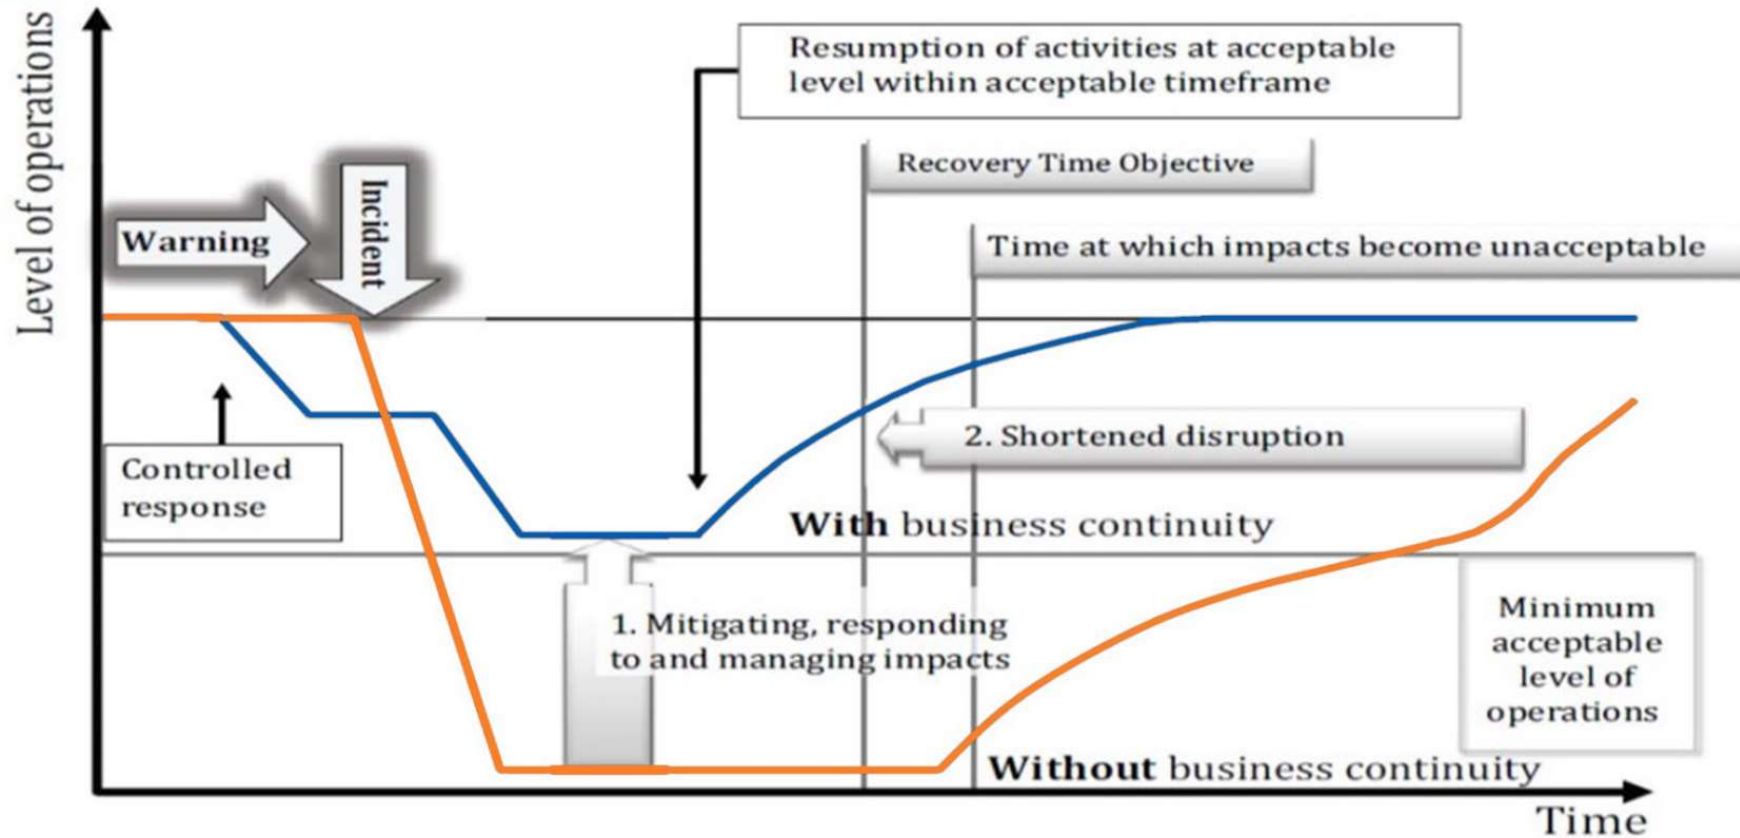 Level of operations
Resumption of activities at acceptable
level within acceptable timeframe
Recovery Time Objective
Time at which impacts become unacceptable
Warning
Incident
Controlled
response
2. Shortened disruption
With business continuity
1. Mitigating, responding
to and managing impacts
Minimum
acceptable
level of
operations
Without business continuity
Time